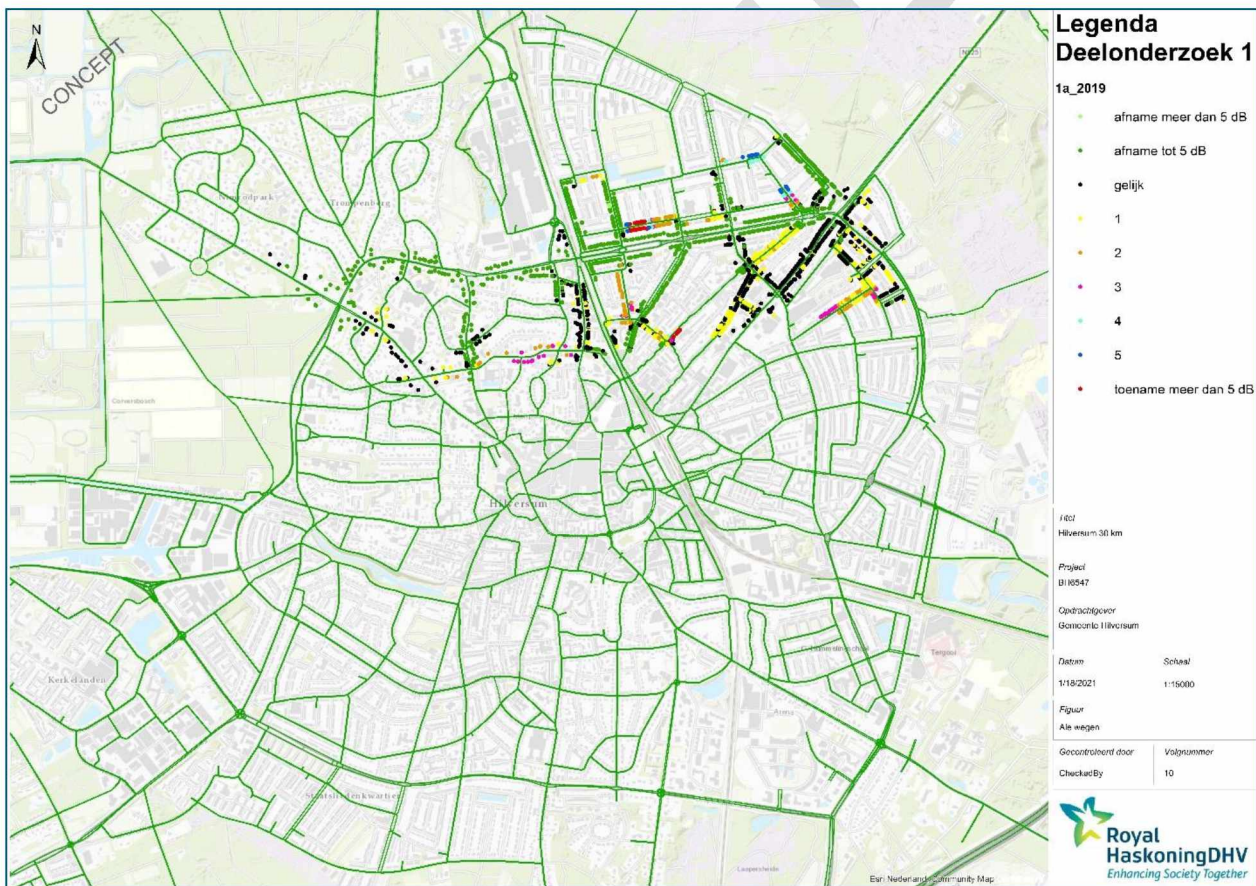 N
CONCEPT
Trompenberg
Hilversum
Kerkelanden
Staatsliedenkwartier
Anna
Tergooi
Esri Nederland, Community Map
Legenda
Deelonderzoek 1
1a_2019
afname meer dan 5 dB
afname tot 5 dB
gelijk
1
2
3
4
5
toename meer dan 5 dB
Titel
Hilversum 30 km
Project
Opdrachtgever
Gemeente Hilversum
Datum
Schaal
1/18/2021
1:15000
Figuur
Alle wegen
Gecontroleerd door
Volgnummer
CheckedBy
10
Royal
HaskoningDHV
Enhancing Society Together